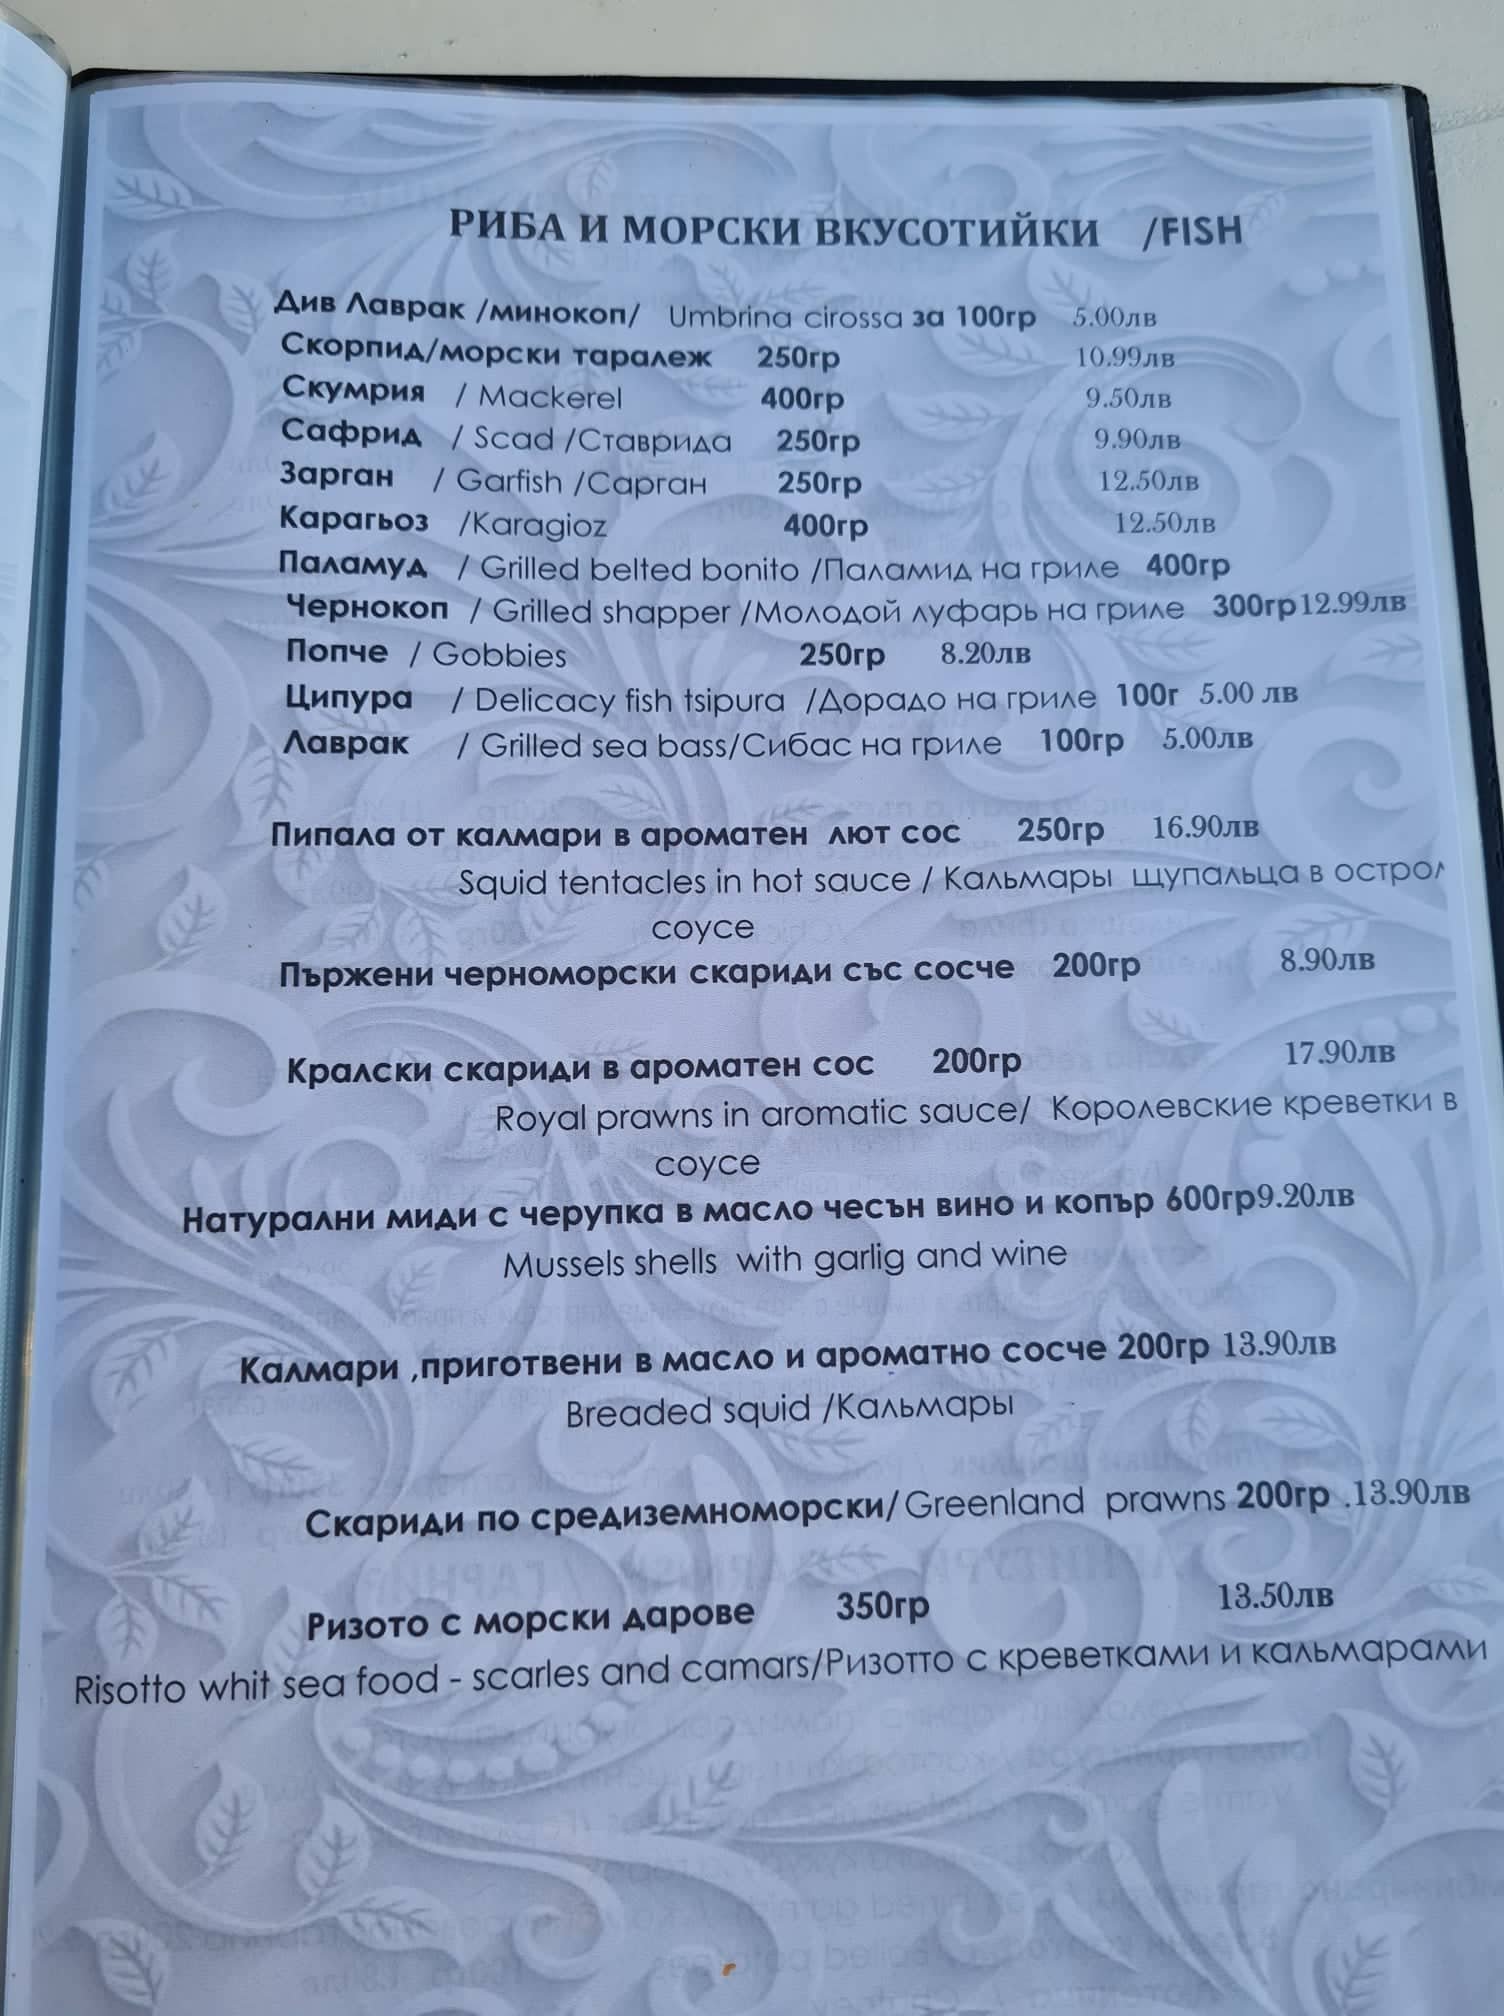 РИБА И МОРСКИ ВКУСОТИЙКИ /FISH
Див Лаврак /минокоп/ Umbrina cirossa за 100гр 5.00лв
Скорпид/морски таралеж 250гр 10.99лв
Скумрия / Mackerel 400гр 9.50лв
Сафрид / Scad /Ставрида 250гр 9.90лв
Зарган / Garfish /Сарган 250гр 12.50лв
Карагьоз /Karagioz 400гр 12.50лв
Паламуд / Grilled belted bonito /Паламид на гриле 400гр
Чернокоп / Grilled shapper /Молодой луфарь на гриле 300гр12.99лв
Попче / Gobbies 250гр 8.20лв
Ципура / Delicacy fish tsipura /Дорадо на гриле 100г 5.00 лв
Лаврак / Grilled sea bass/Сибас на гриле 100гр 5.00лв
Пипала от калмари в ароматен лют сос 250гр 16.90лв
Squid tentacles in hot sauce / Кальмары щупальца в
соусе
Пържени черноморски скариди със сосче 200гр 8.90лв
Кралски скариди в ароматен сос 200гр 17.90лв
Royal prawns in aromatic sauce/ Королевские креветки в
соусе
Натурални миди с черупка в масло чесън вино и копър 600гр9.20лв
Mussels shells with garlig and wine
Калмари ,приготвени в масло и ароматно сосче 200гр 13.90лв
Breaded squid /Кальмары
Скариди по средиземноморски/Greenland prawns 200гр .13.90лв
Ризото с морски дарове 350гр 13.50лв
Risotto whit sea food - scarles and camars/Ризотто с креветками и кальмарами